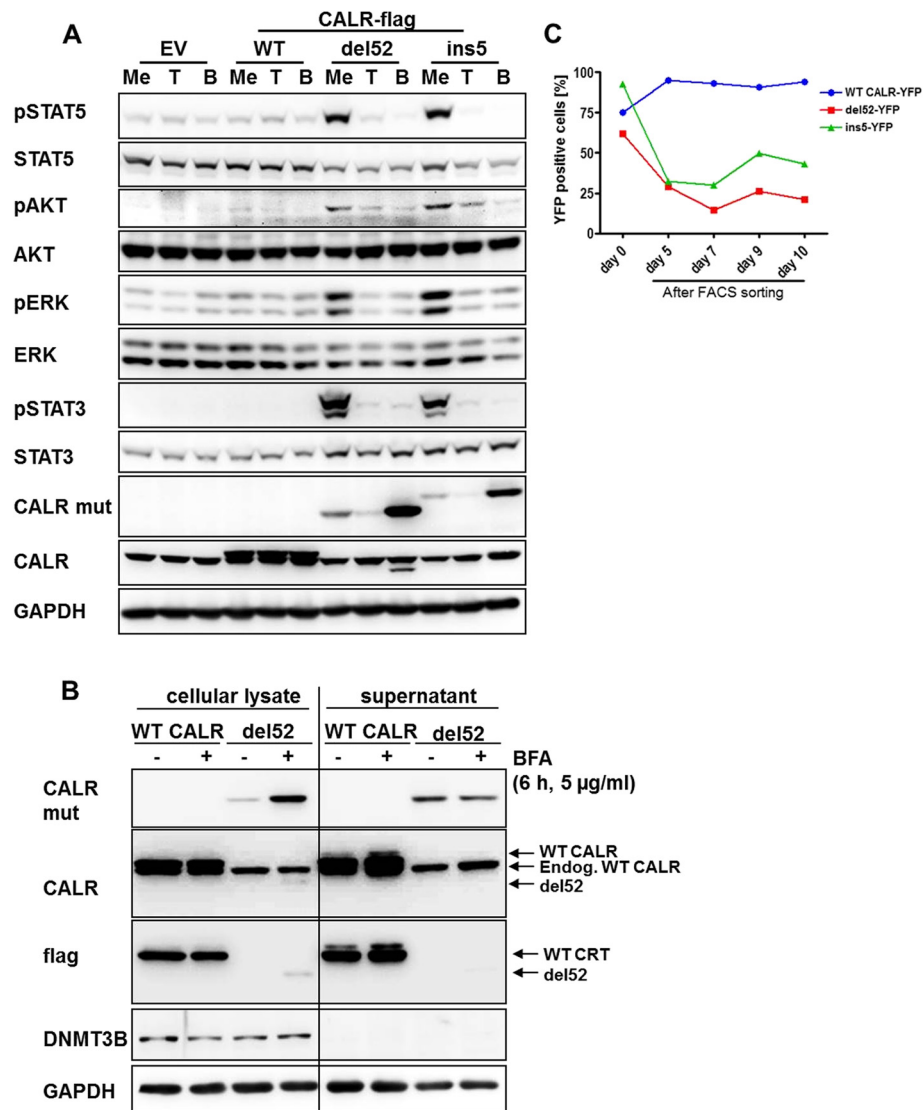 A
CALR-flag
EV WT del52 ins5
Me T B Me T B Me T B Me T B
pSTAT5
STAT5
pAKT
AKT
pERK
ERK
pSTAT3
STAT3
CALR mut
CALR
GAPDH
C
YFP positive cells [%]
100
75
50
25
0
day 0 day 5 day 7 day 9 day 10
After FACS sorting
WT CALR-YFP
del52-YFP
ins5-YFP
B
cellular lysate supernatant
WT CALR del52 WT CALR del52
- + - + - + - + BFA
(6 h, 5 µg/ml)
CALR
mut
CALR
WT CALR
Endog. WT CALR
del52
flag
WT CRT
del52
DNMT3B
GAPDH